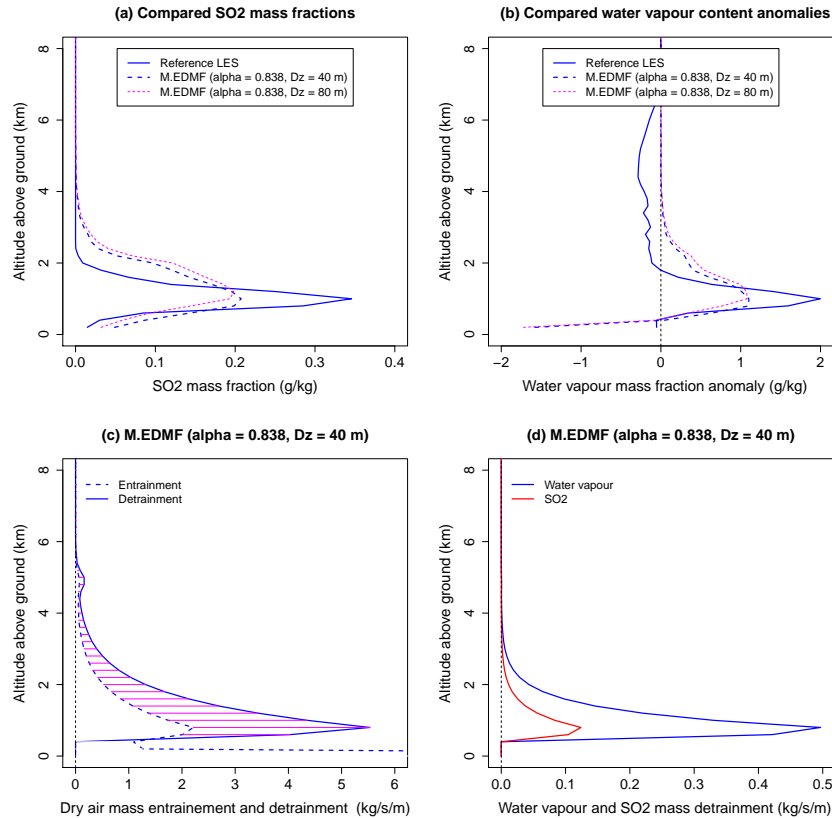 (a) Compared SO2 mass fractions
Reference LES
M.EDMF (alpha = 0.838, Dz = 40 m)
M.EDMF (alpha = 0.838, Dz = 80 m)
Altitude above ground (km)
0
2
4
6
8
0.0 0.1 0.2 0.3 0.4
SO2 mass fraction (g/kg)
(b) Compared water vapour content anomalies
Reference LES
M.EDMF (alpha = 0.838, Dz = 40 m)
M.EDMF (alpha = 0.838, Dz = 80 m)
Altitude above ground (km)
0
2
4
6
8
−2 −1 0 1 2
Water vapour mass fraction anomaly (g/kg)
(c) M.EDMF (alpha = 0.838, Dz = 40 m)
Entrainment
Detrainment
Altitude above ground (km)
0
2
4
6
8
0 1 2 3 4 5 6
Dry air mass entrainement and detrainment (kg/s/m)
(d) M.EDMF (alpha = 0.838, Dz = 40 m)
Water vapour
SO2
Altitude above ground (km)
0
2
4
6
8
0.0 0.1 0.2 0.3 0.4 0.5
Water vapour and SO2 mass detrainment (kg/s/m)